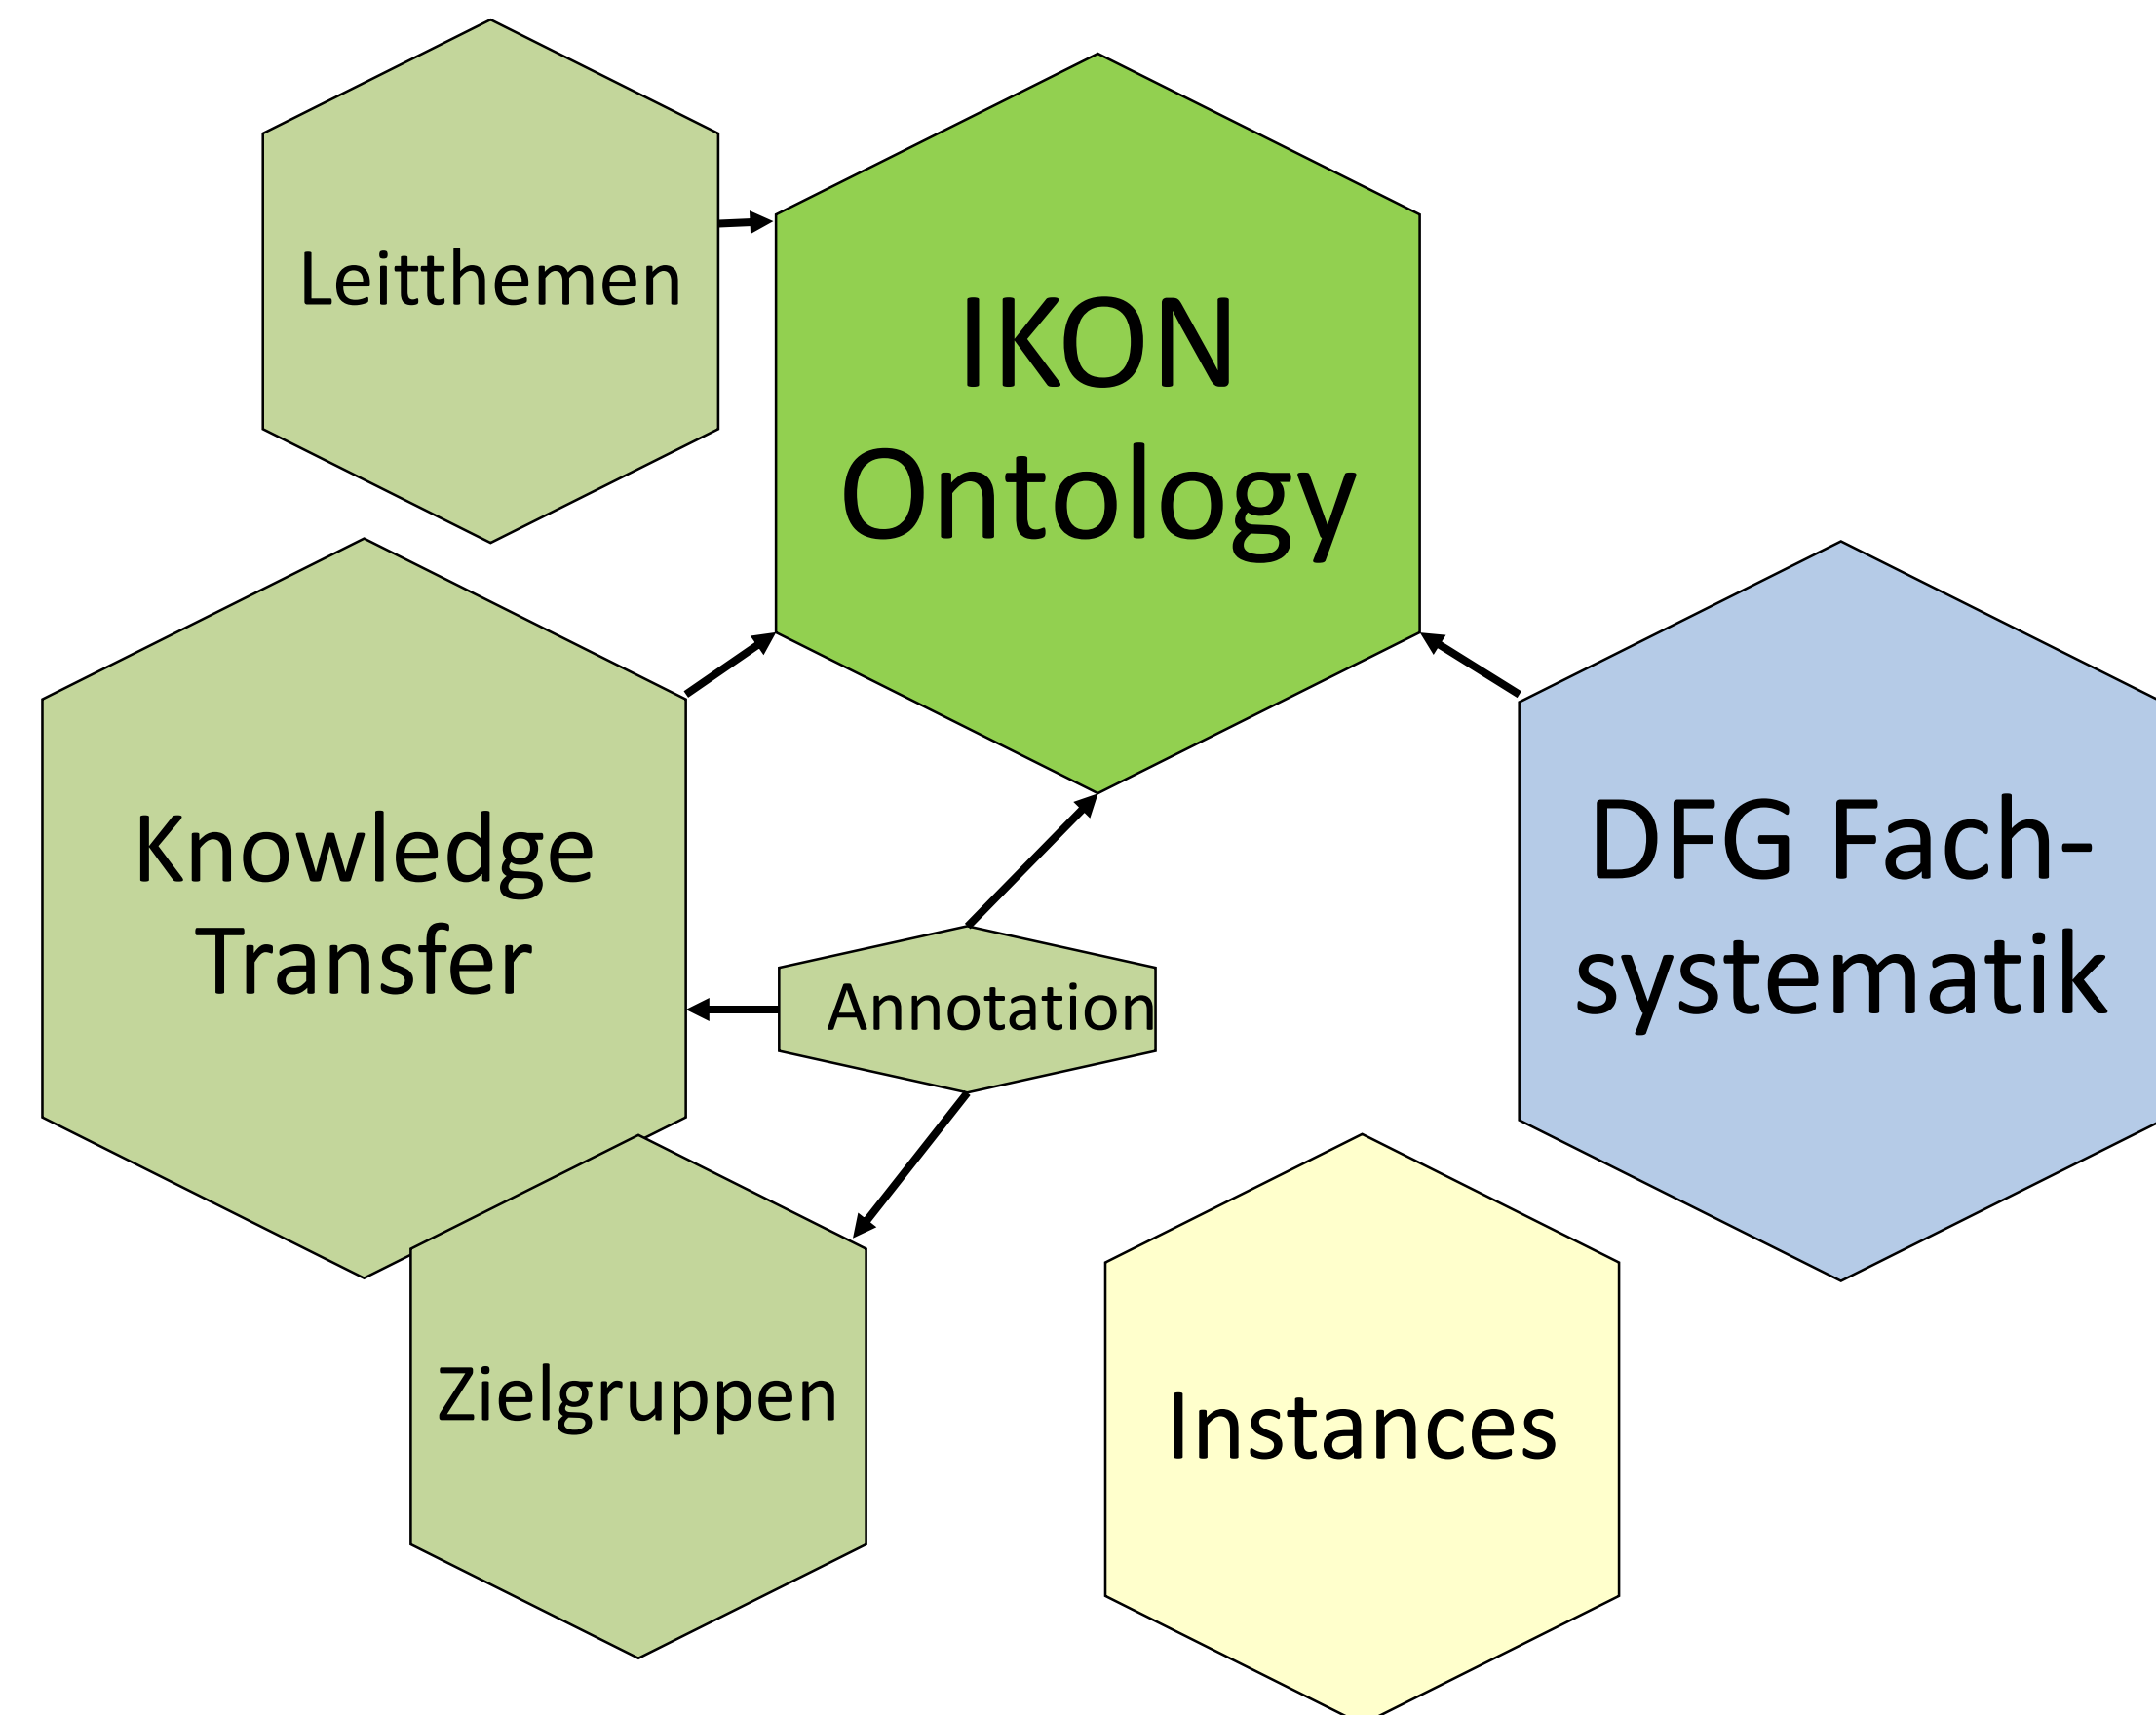 Leitthemen
IKON
Ontology
Knowledge
Transfer
DFG Fach-
systematik
Annotation
Zielgruppen
Instances